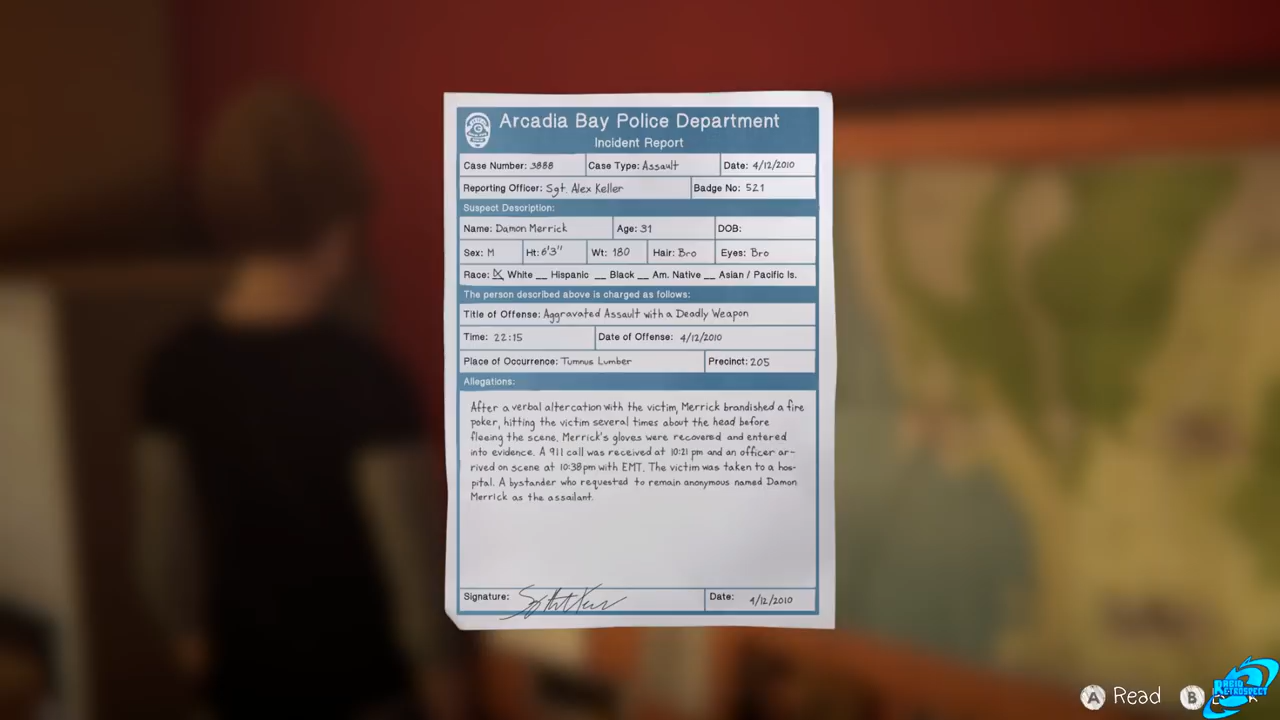 Arcadia Bay Police Department
Incident Report
Case Number: 3888 Case Type: Assault Date: 4/12/2010
Reporting Officer: Sgt. Alex Keller Badge No: 521
Suspect Description:
Name: Damon Merrick Age: 31 DOB:
Sex: M Ht: 6'3" Wt: 180 Hair: Bro Eyes: Bro
Race: X White __ Hispanic __ Black __ Am. Native __ Asian / Pacific Is.
The person described above is charged as follows:
Title of Offense: Aggravated Assault with a Deadly Weapon
Time: 22:15 Date of Offense: 4/12/2010
Place of Occurrence: Tumnus Lumber Precinct: 205
Allegations:
After a verbal altercation with the victim, Merrick brandished a fire
poker, hitting the victim several times about the head before
fleeing the scene. Merrick's gloves were recovered and entered
into evidence. A 911 call was received at 10:21 pm and an officer ar-
rived on scene at 10:38pm with EMT. The victim was taken to a hos-
pital. A bystander who requested to remain anonymous named Damon
Merrick as the assailant.
Signature: Date: 4/12/2010
A Read B
RETROSPECT